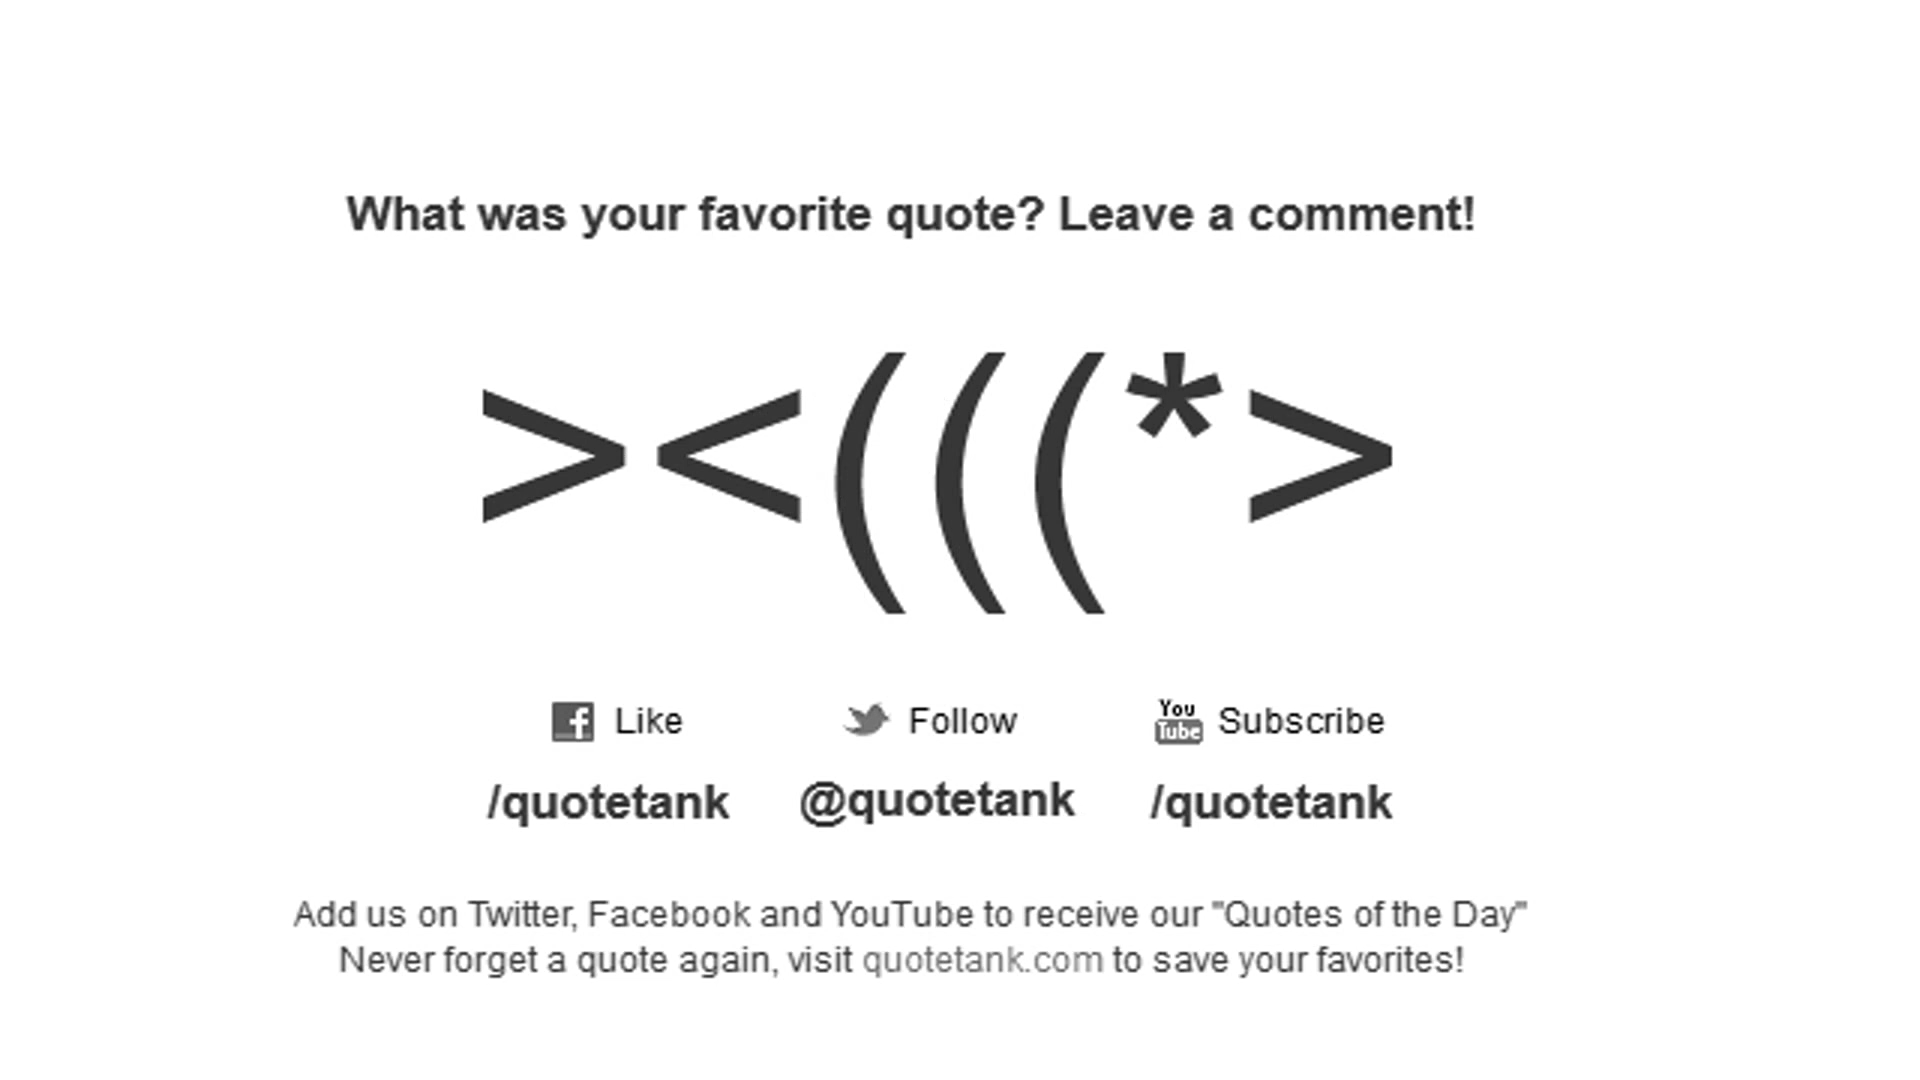 What was your favorite quote? Leave a comment!
><(((*>
f Like Follow You Tube Subscribe
/quotetank @quotetank /quotetank
Add us on Twitter, Facebook and YouTube to receive our "Quotes of the Day"
Never forget a quote again, visit quotetank.com to save your favorites!